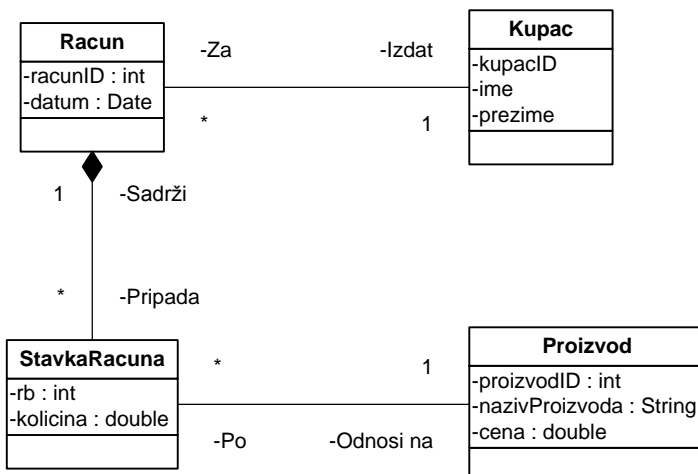 Racun
-racunID : int
-datum : Date
-Za
-Izdat
*
1
Kupac
-kupacID
-ime
-prezime
1
-Sadrži
*
-Pripada
StavkaRacuna
-rb : int
-kolicina : double
*
1
-Po
-Odnosi na
Proizvod
-proizvodID : int
-nazivProizvoda : String
-cena : double